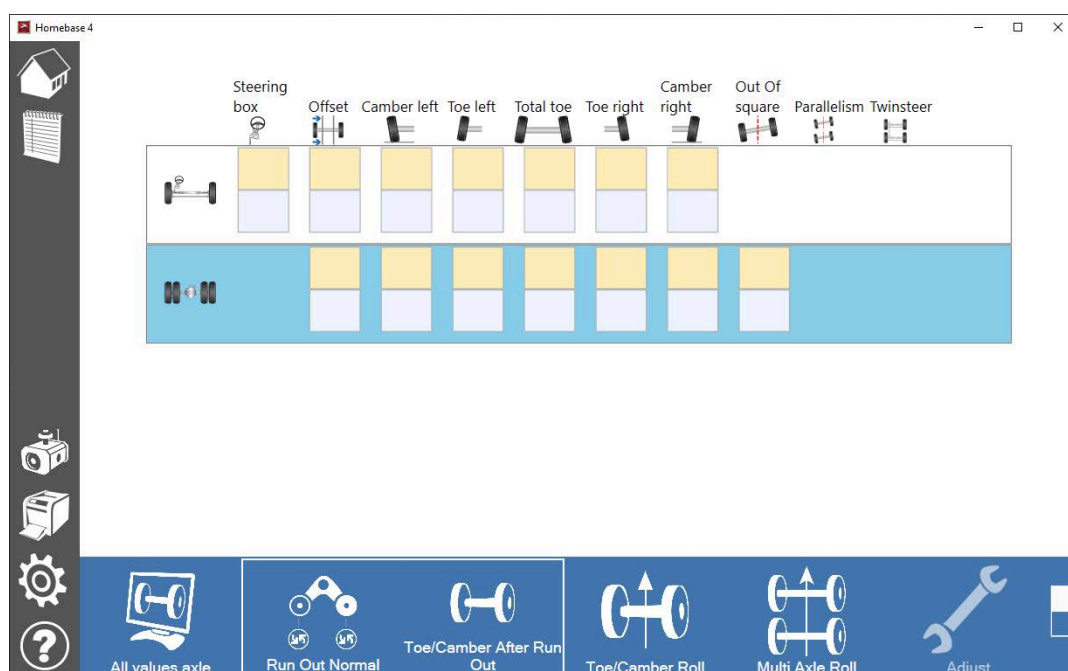 Homebase 4
Steering
box
Offset
Camber left
Toe left
Total toe
Toe right
Camber
right
Out Of
square
Parallelism
Twinsteer
?
All values axle
Run Out Normal
Toe/Camber After Run
Out
Toe/Camber Roll
Multi Axle Roll
Adjust